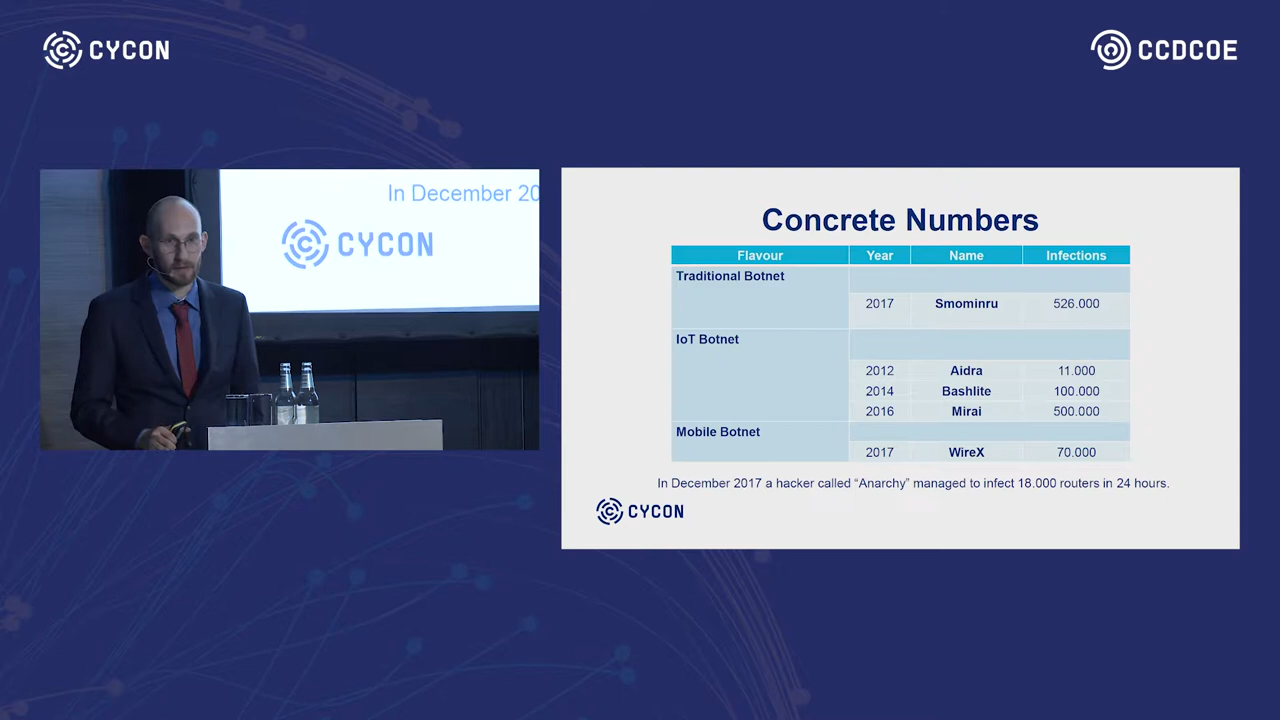 CYCON
CCDCOE
In December 20
CYCON
Concrete Numbers
Flavour Year Name Infections
Traditional Botnet
2017 Smominru 526.000
IoT Botnet
2012 Aidra 11.000
2014 Bashlite 100.000
2016 Mirai 500.000
Mobile Botnet
2017 WireX 70.000
In December 2017 a hacker called “Anarchy” managed to infect 18.000 routers in 24 hours.
CYCON